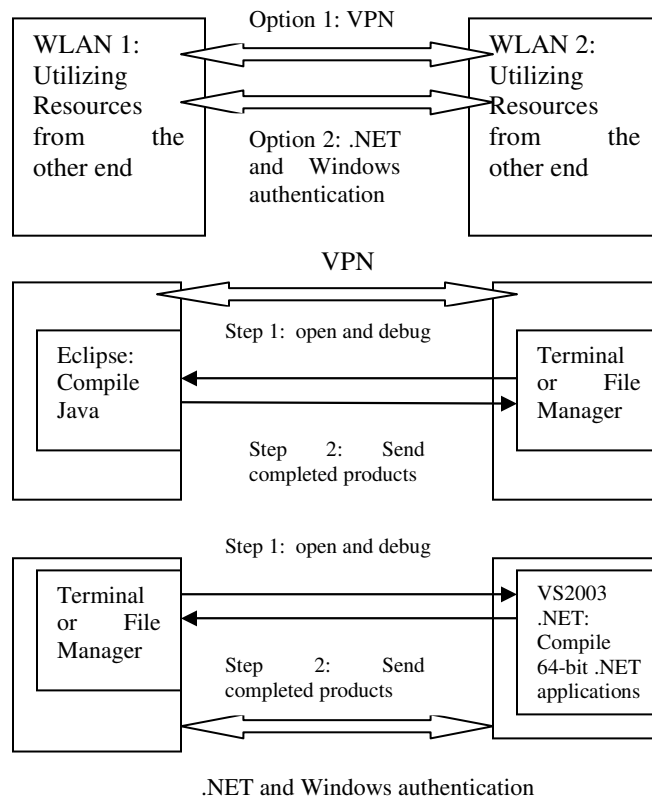 Option 1: VPN
WLAN 1:
Utilizing
Resources
from the
other end
WLAN 2:
Utilizing
Resources
from the
other end
Option 2: .NET
and Windows
authentication
VPN
Step 1: open and debug
Eclipse:
Compile
Java
Terminal
or File
Manager
Step 2: Send
completed products
Step 1: open and debug
Terminal
or File
Manager
VS2003
.NET:
Compile
64-bit .NET
applications
Step 2: Send
completed products
.NET and Windows authentication